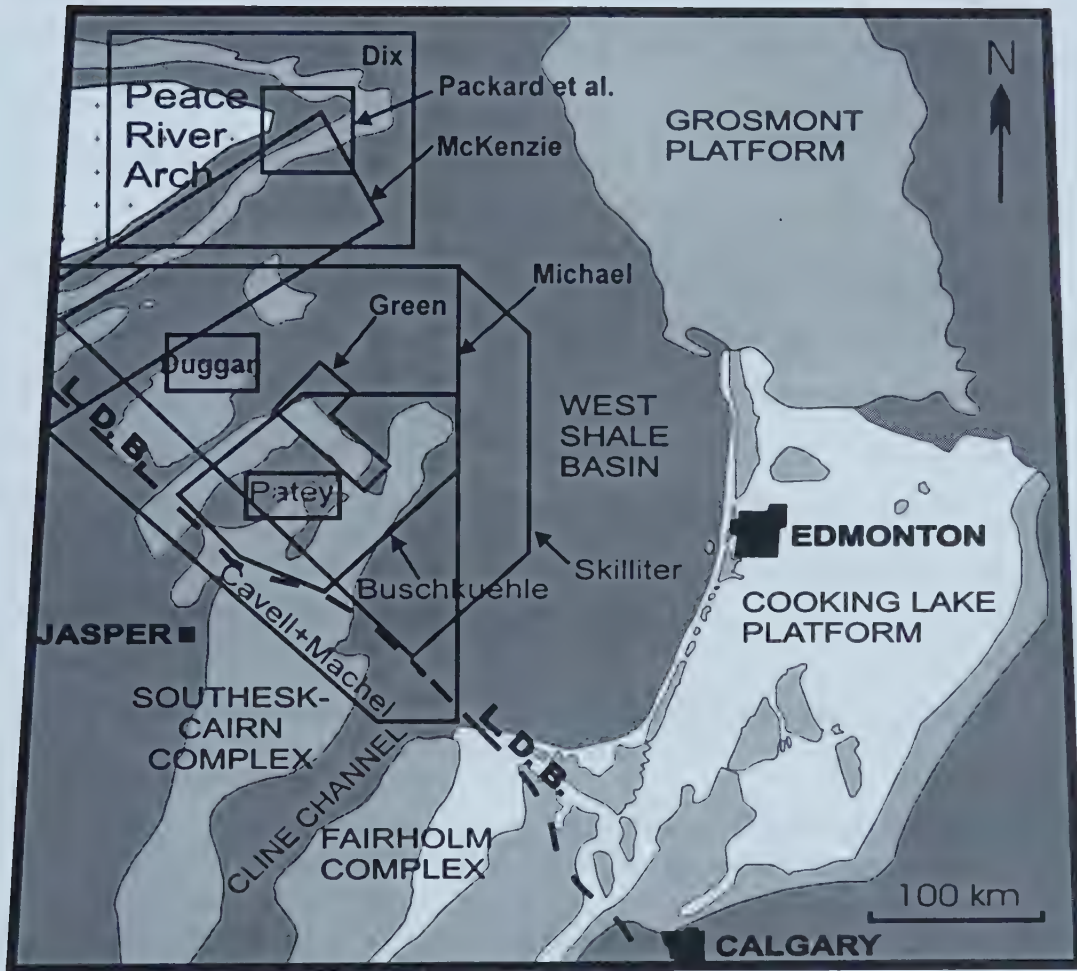 Dix
Peace
River
Arch
Packard et al.
McKenzie
GROSMONT
PLATFORM
N
Michael
Green
Duggan
L. D. B.
WEST
SHALE
BASIN
Patey
EDMONTON
Skilliter
Buschkuehle
COOKING LAKE
PLATFORM
Cavell+Machel
JASPER
SOUTHESK-
CAIRN
COMPLEX
L. D. B.
CLINE CHANNEL
FAIRHOLM
COMPLEX
100 km
CALGARY